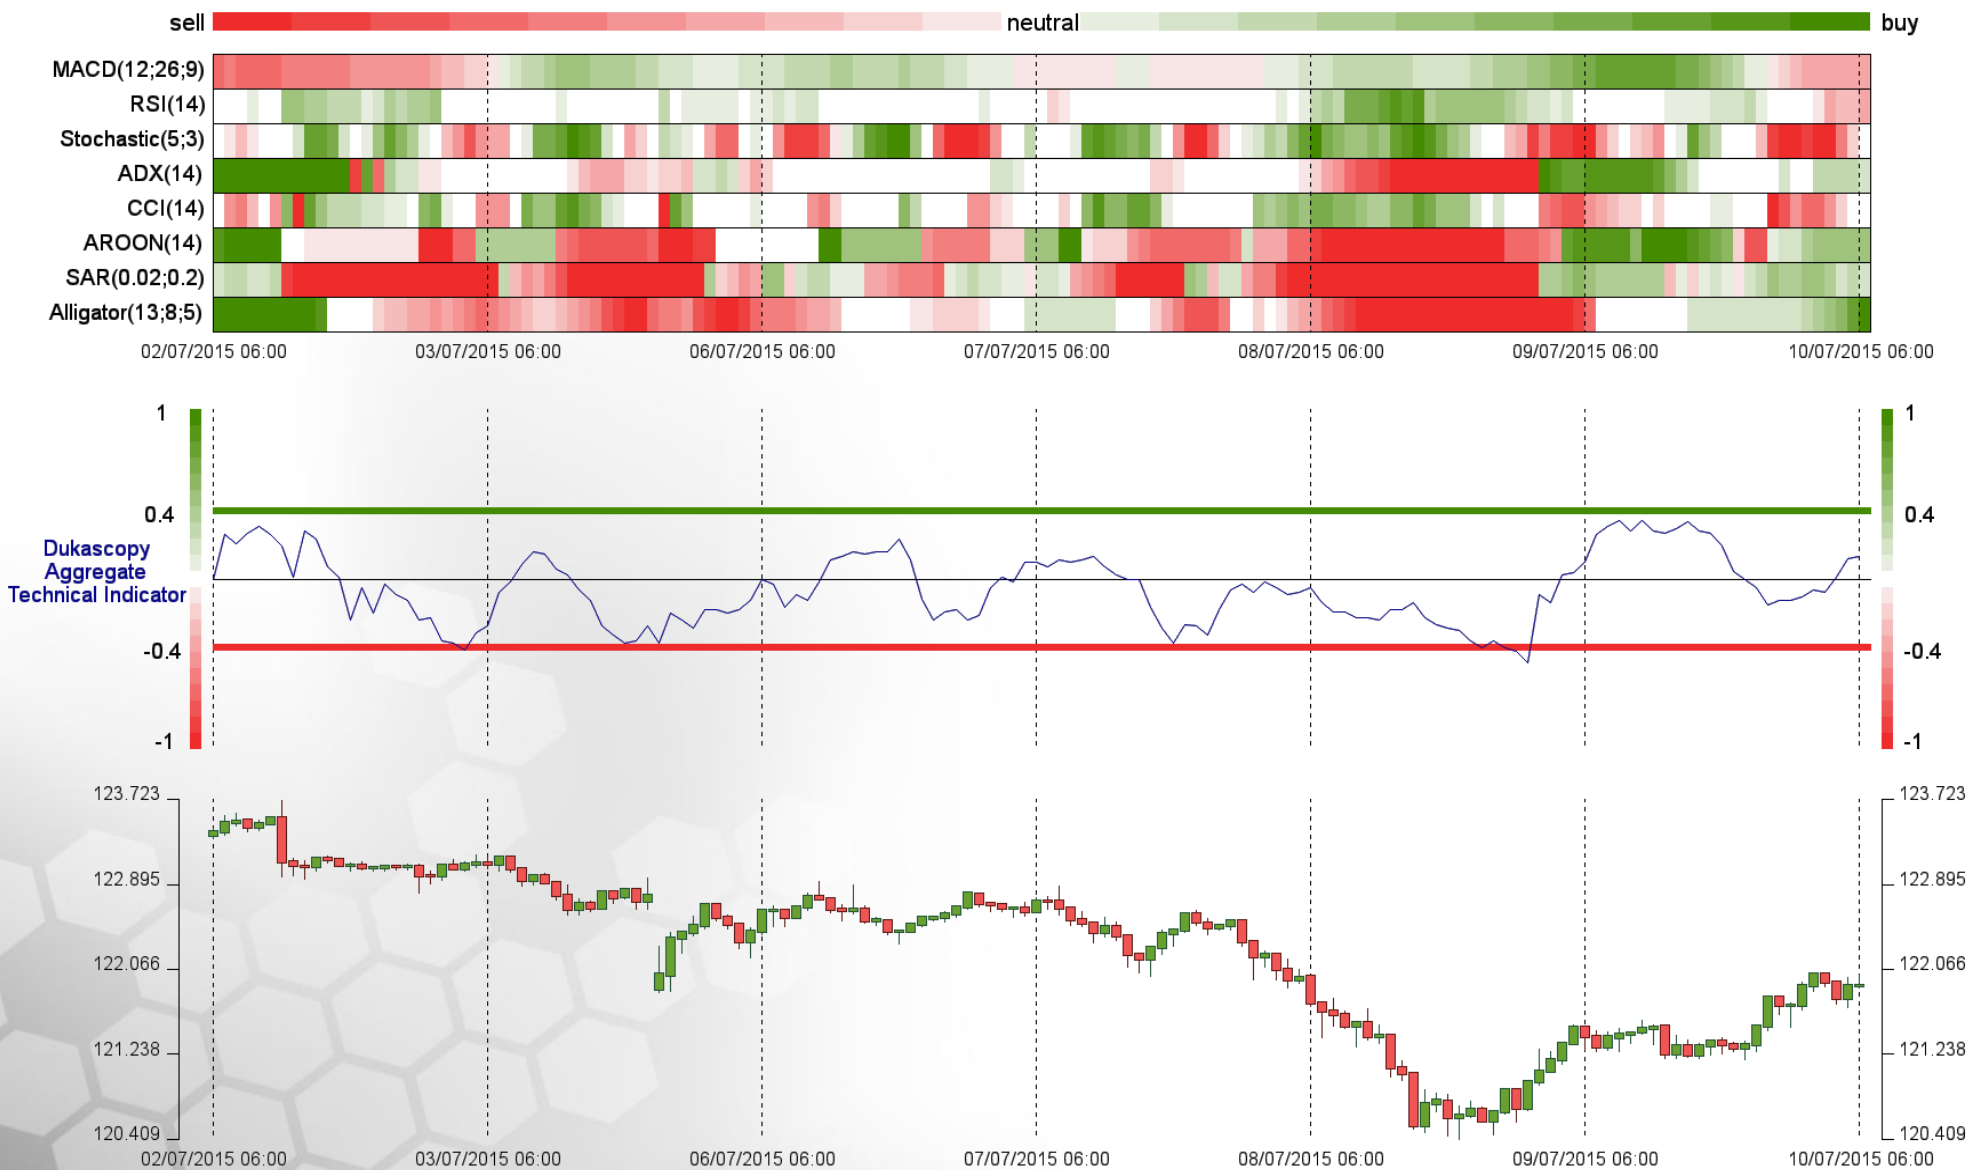 sell neutral buy
MACD(12;26;9)
RSI(14)
Stochastic(5;3)
ADX(14)
CCI(14)
AROON(14)
SAR(0.02;0.2)
Alligator(13;8;5)
02/07/2015 06:00 03/07/2015 06:00 06/07/2015 06:00 07/07/2015 06:00 08/07/2015 06:00 09/07/2015 06:00 10/07/2015 06:00
1 1
0.4 0.4
Dukascopy
Aggregate
Technical Indicator
-0.4 -0.4
-1 -1
123.723 123.723
122.895 122.895
122.066 122.066
121.238 121.238
120.409 120.409
02/07/2015 06:00 03/07/2015 06:00 06/07/2015 06:00 07/07/2015 06:00 08/07/2015 06:00 09/07/2015 06:00 10/07/2015 06:00